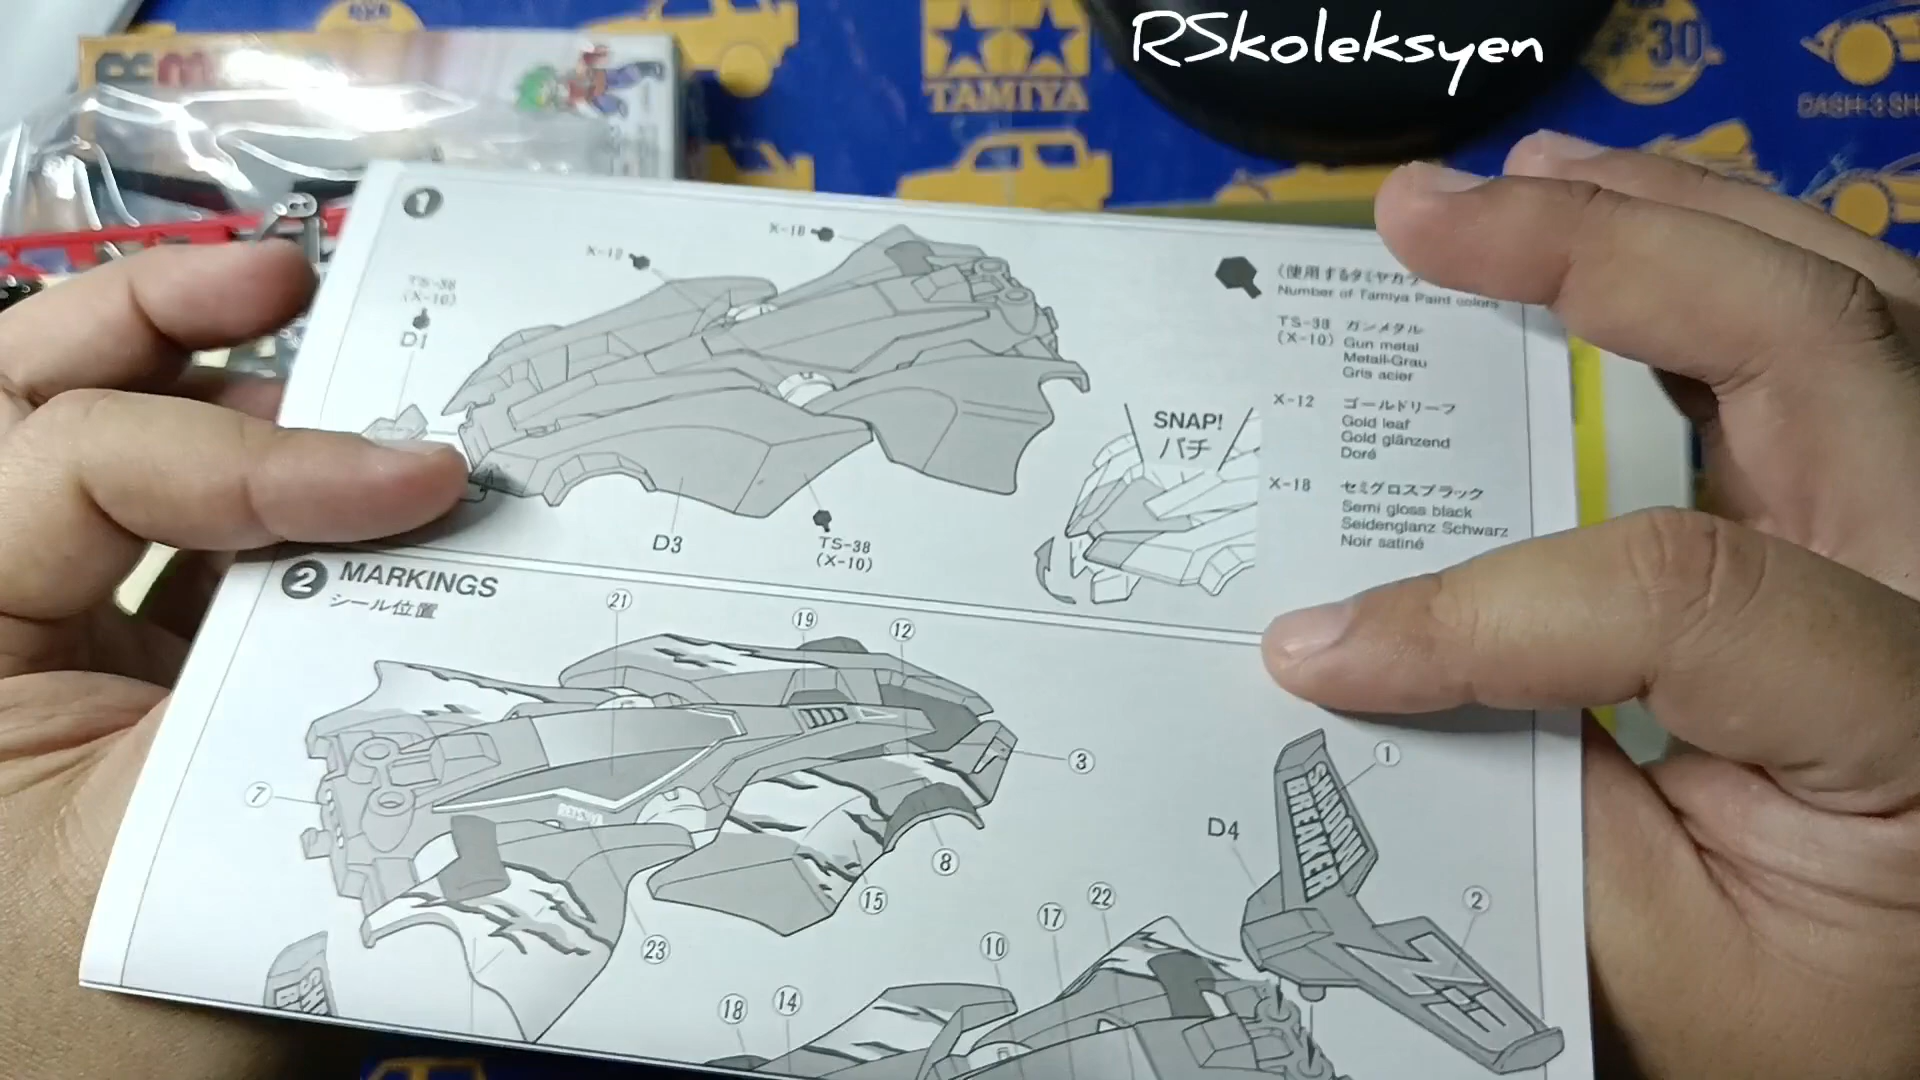 RSkoleksyen
TAMIYA
30
DASH-3 SH
1
X-18
X-12
TS-38
(X-10)
D1
D3
TS-38
(X-10)
SNAP!
パチ
(使用するタミヤカラー
Number of Tamiya Paint colors
TS-38 ガンメタル
(X-10) Gun metal
Metall-Grau
Gris acier
X-12 ゴールドリーフ
Gold leaf
Gold glänzend
Doré
X-18 セミグロスブラック
Semi gloss black
Seidenglanz Schwarz
Noir satiné
2 MARKINGS
シール位置
21
19
12
3
7
8
15
23
1
SHADOW
BREAKER
D4
2
Z-3
22
17
10
14
18